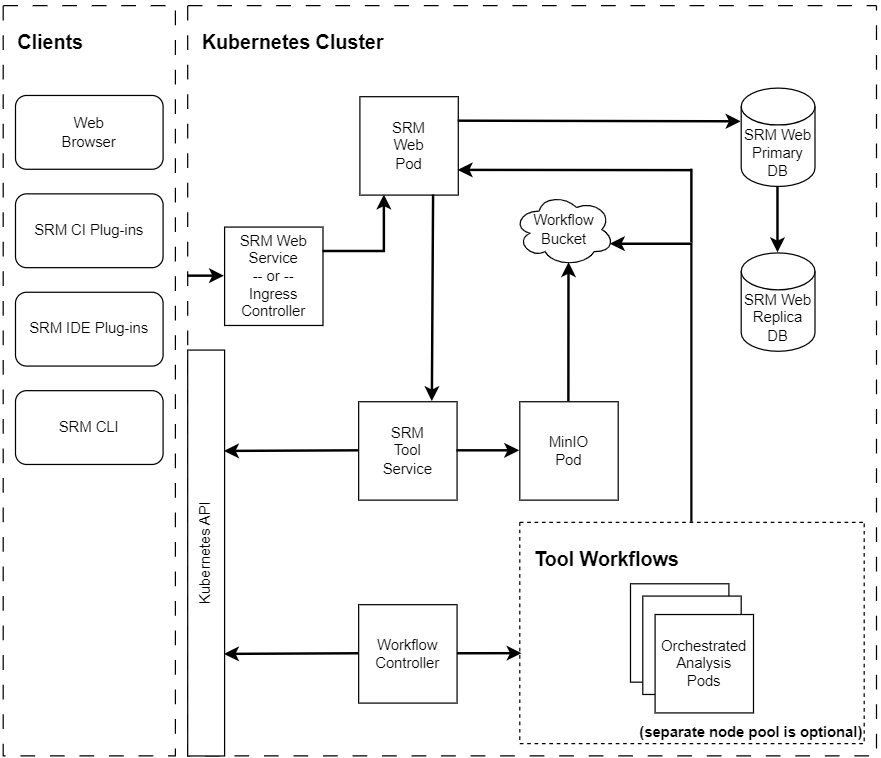 Clients
Web
Browser
SRM CI Plug-ins
SRM IDE Plug-ins
SRM CLI
Kubernetes Cluster
SRM
Web
Pod
SRM Web
Primary
DB
Workflow
Bucket
SRM Web
Service
-- or --
Ingress
Controller
SRM Web
Replica
DB
SRM
Tool
Service
MinIO
Pod
Kubernetes API
Tool Workflows
Workflow
Controller
Orchestrated
Analysis
Pods
(separate node pool is optional)